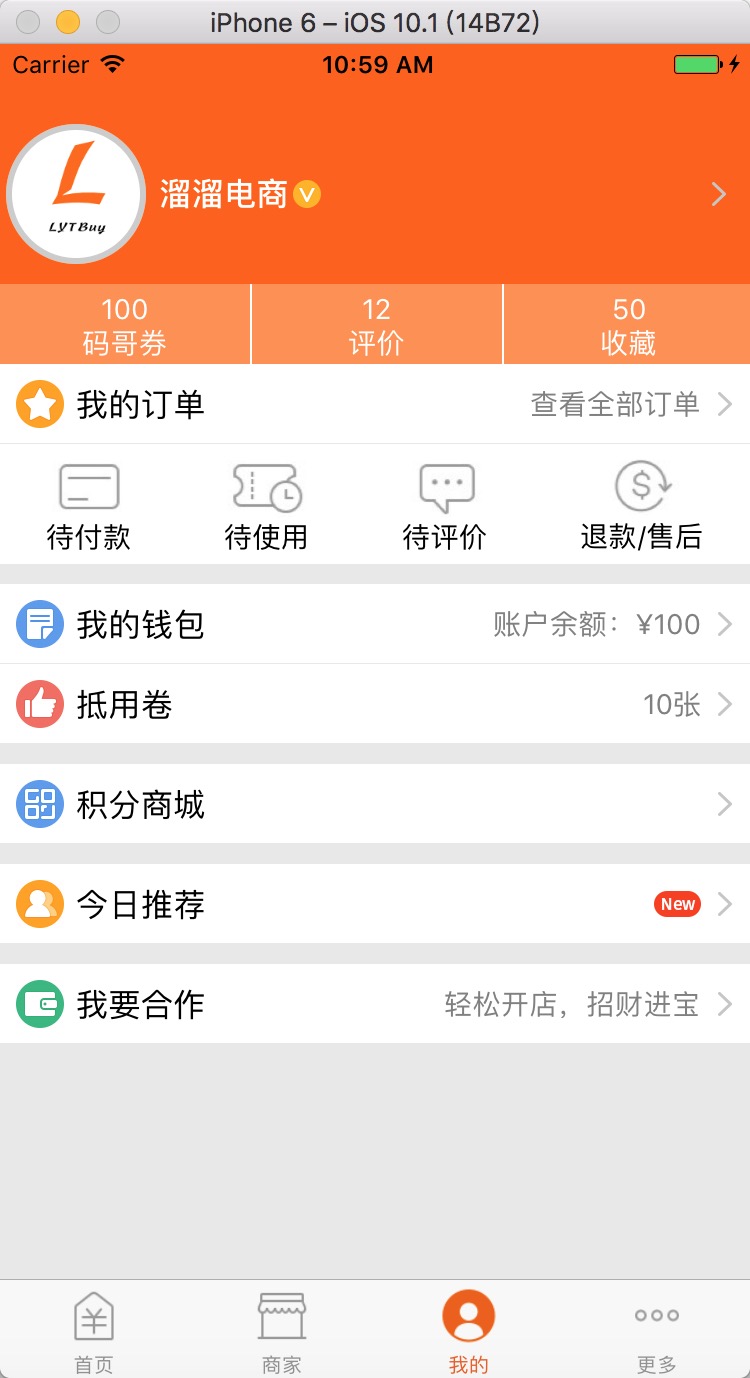 iPhone 6 – iOS 10.1 (14B72)
Carrier 10:59 AM
LYTBuy
溜溜电商 V
100 12 50
码哥券 评价 收藏
我的订单 查看全部订单
待付款 待使用 待评价 退款/售后
我的钱包 账户余额：¥100
抵用卷 10张
积分商城
今日推荐 New
我要合作 轻松开店，招财进宝
首页 商家 我的 更多